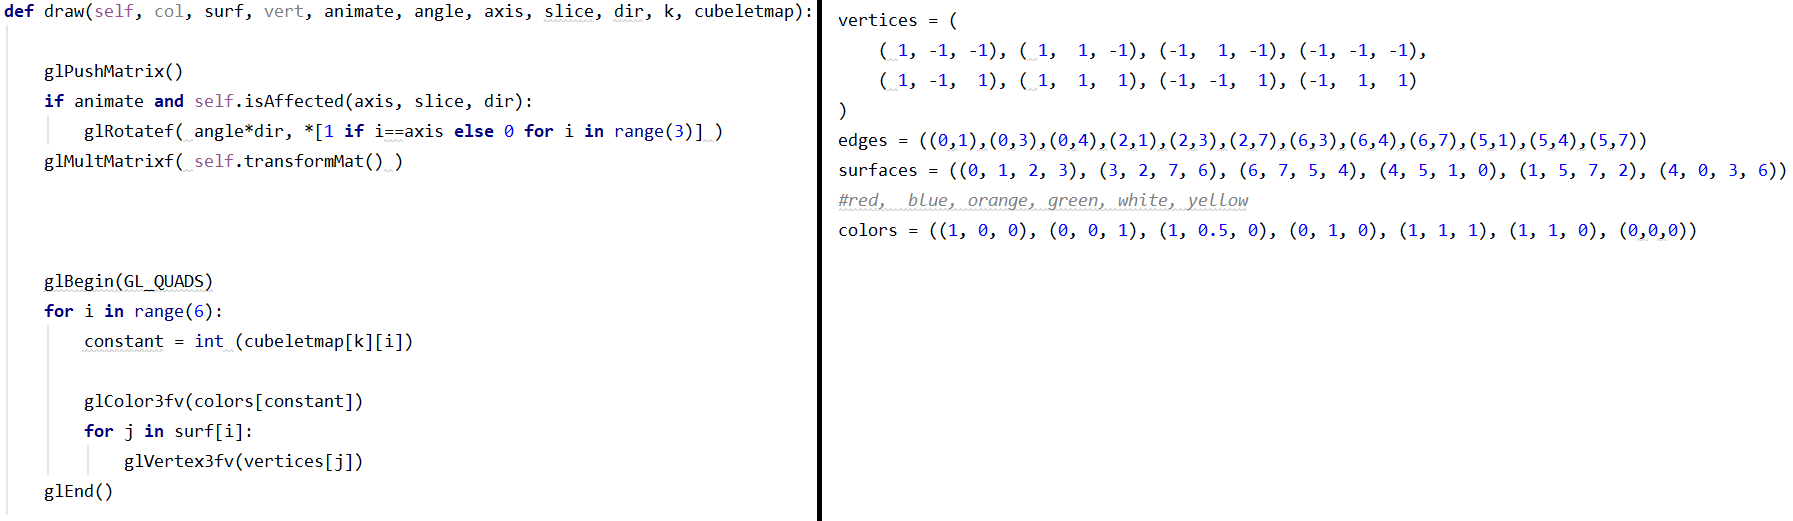 def draw(self, col, surf, vert, animate, angle, axis, slice, dir, k, cubeletmap):
glPushMatrix()
if animate and self.isAffected(axis, slice, dir):
glRotatef( angle*dir, *[1 if i==axis else 0 for i in range(3)] )
glMultMatrixf( self.transformMat() )
glBegin(GL_QUADS)
for i in range(6):
constant = int (cubeletmap[k][i])
glColor3fv(colors[constant])
for j in surf[i]:
glVertex3fv(vertices[j])
glEnd()
vertices = (
( 1, -1, -1), ( 1,  1, -1), (-1,  1, -1), (-1, -1, -1),
( 1, -1,  1), ( 1,  1,  1), (-1, -1,  1), (-1,  1,  1)
)
edges = ((0,1),(0,3),(0,4),(2,1),(2,3),(2,7),(6,3),(6,4),(6,7),(5,1),(5,4),(5,7))
surfaces = ((0, 1, 2, 3), (3, 2, 7, 6), (6, 7, 5, 4), (4, 5, 1, 0), (1, 5, 7, 2), (4, 0, 3, 6))
#red,  blue, orange, green, white, yellow
colors = ((1, 0, 0), (0, 0, 1), (1, 0.5, 0), (0, 1, 0), (1, 1, 1), (1, 1, 0), (0,0,0))